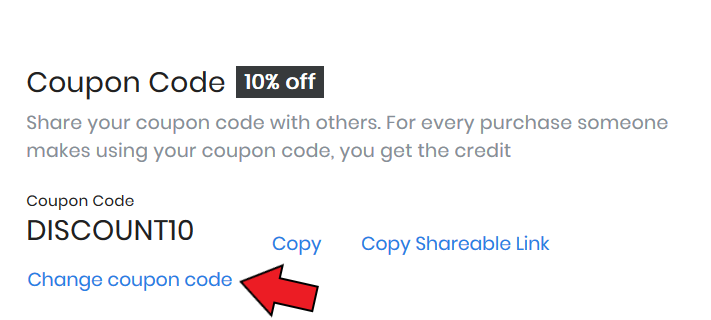 Coupon Code 10% off
Share your coupon code with others. For every purchase someone
makes using your coupon code, you get the credit
Coupon Code
DISCOUNT10
Copy Copy Shareable Link
Change coupon code